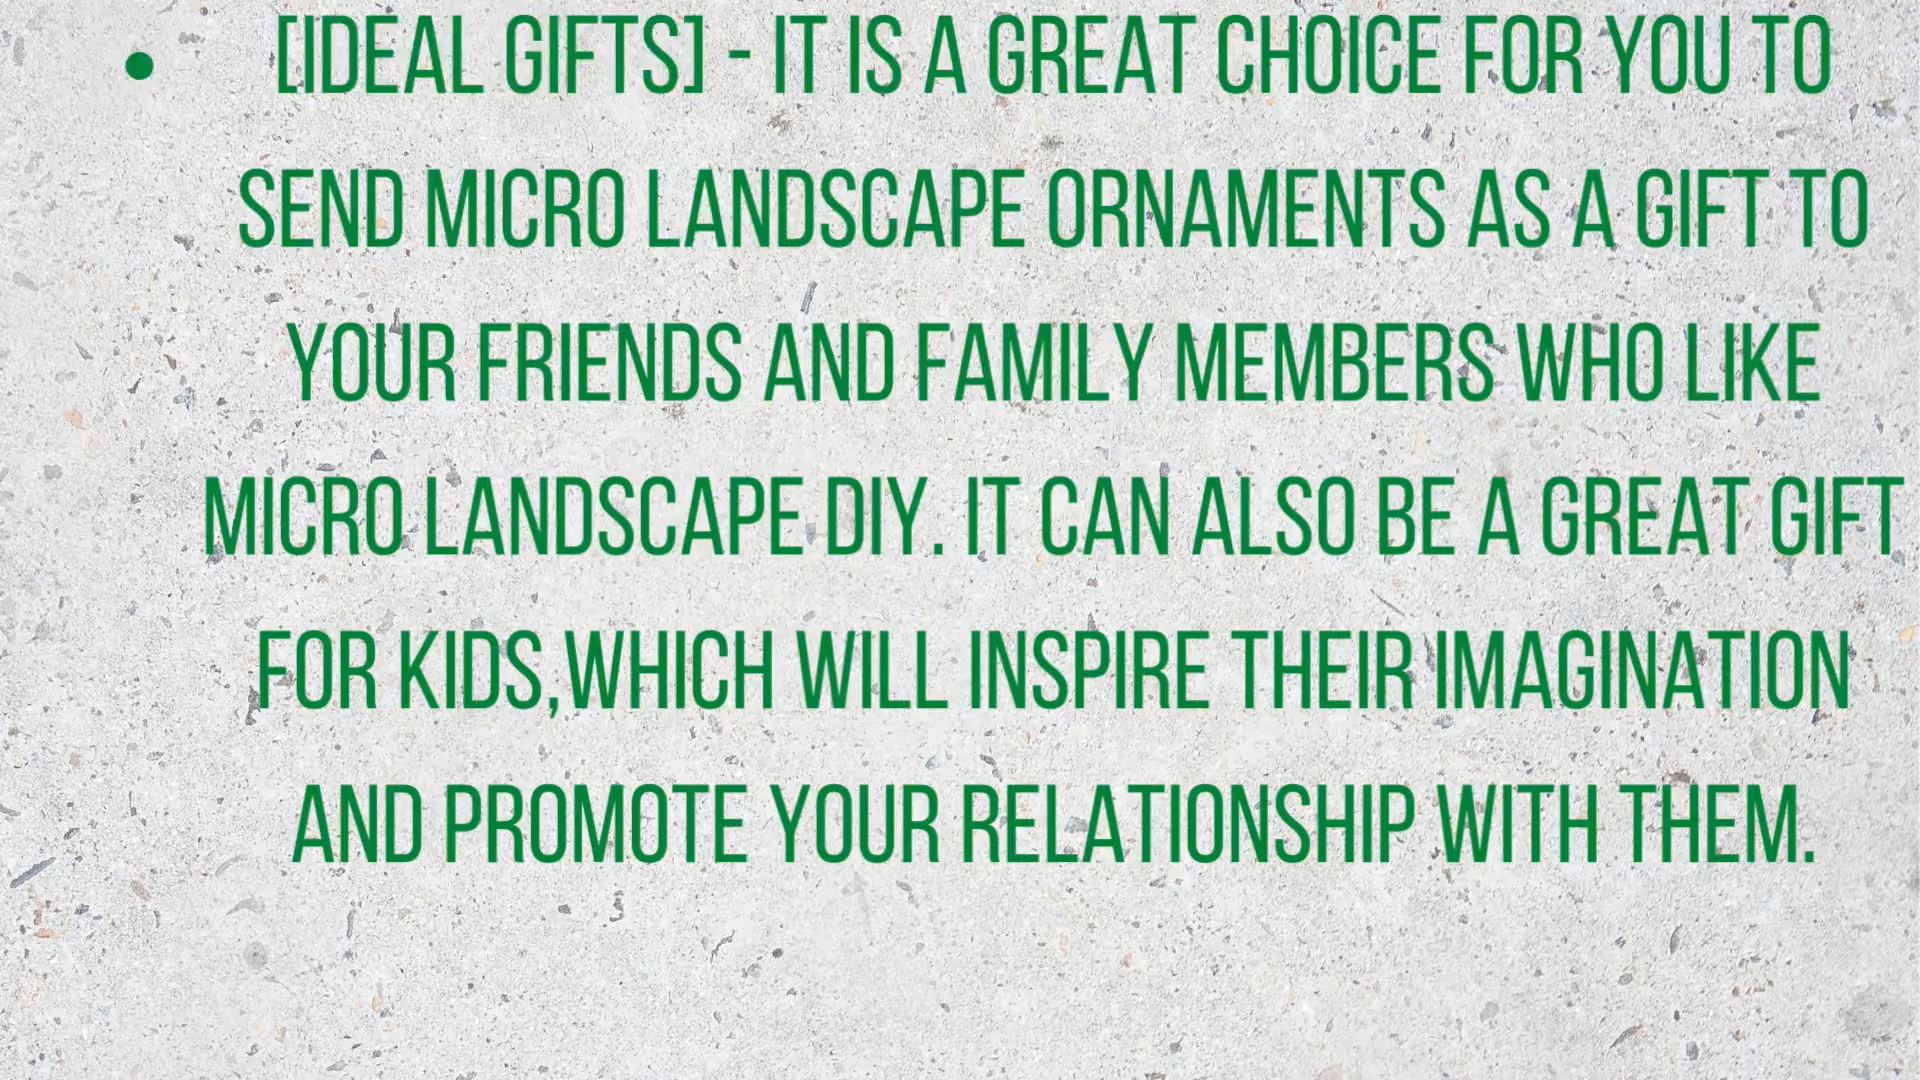 • [IDEAL GIFTS] - IT IS A GREAT CHOICE FOR YOU TO
SEND MICRO LANDSCAPE ORNAMENTS AS A GIFT TO
YOUR FRIENDS AND FAMILY MEMBERS WHO LIKE
MICRO LANDSCAPE DIY. IT CAN ALSO BE A GREAT GIFT
FOR KIDS,WHICH WILL INSPIRE THEIR IMAGINATION
AND PROMOTE YOUR RELATIONSHIP WITH THEM.